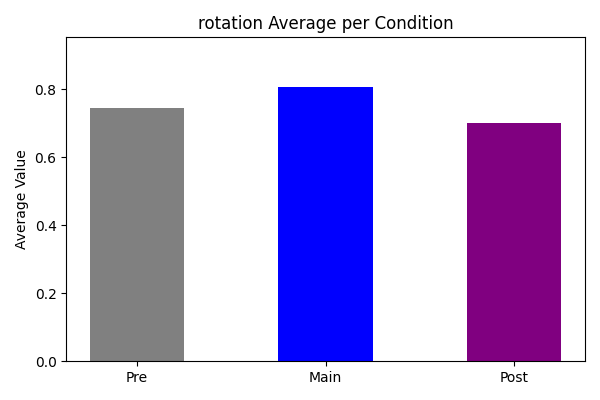 rotation Average per Condition
Average Value
0.8
0.6
0.4
0.2
0.0
Pre
Main
Post